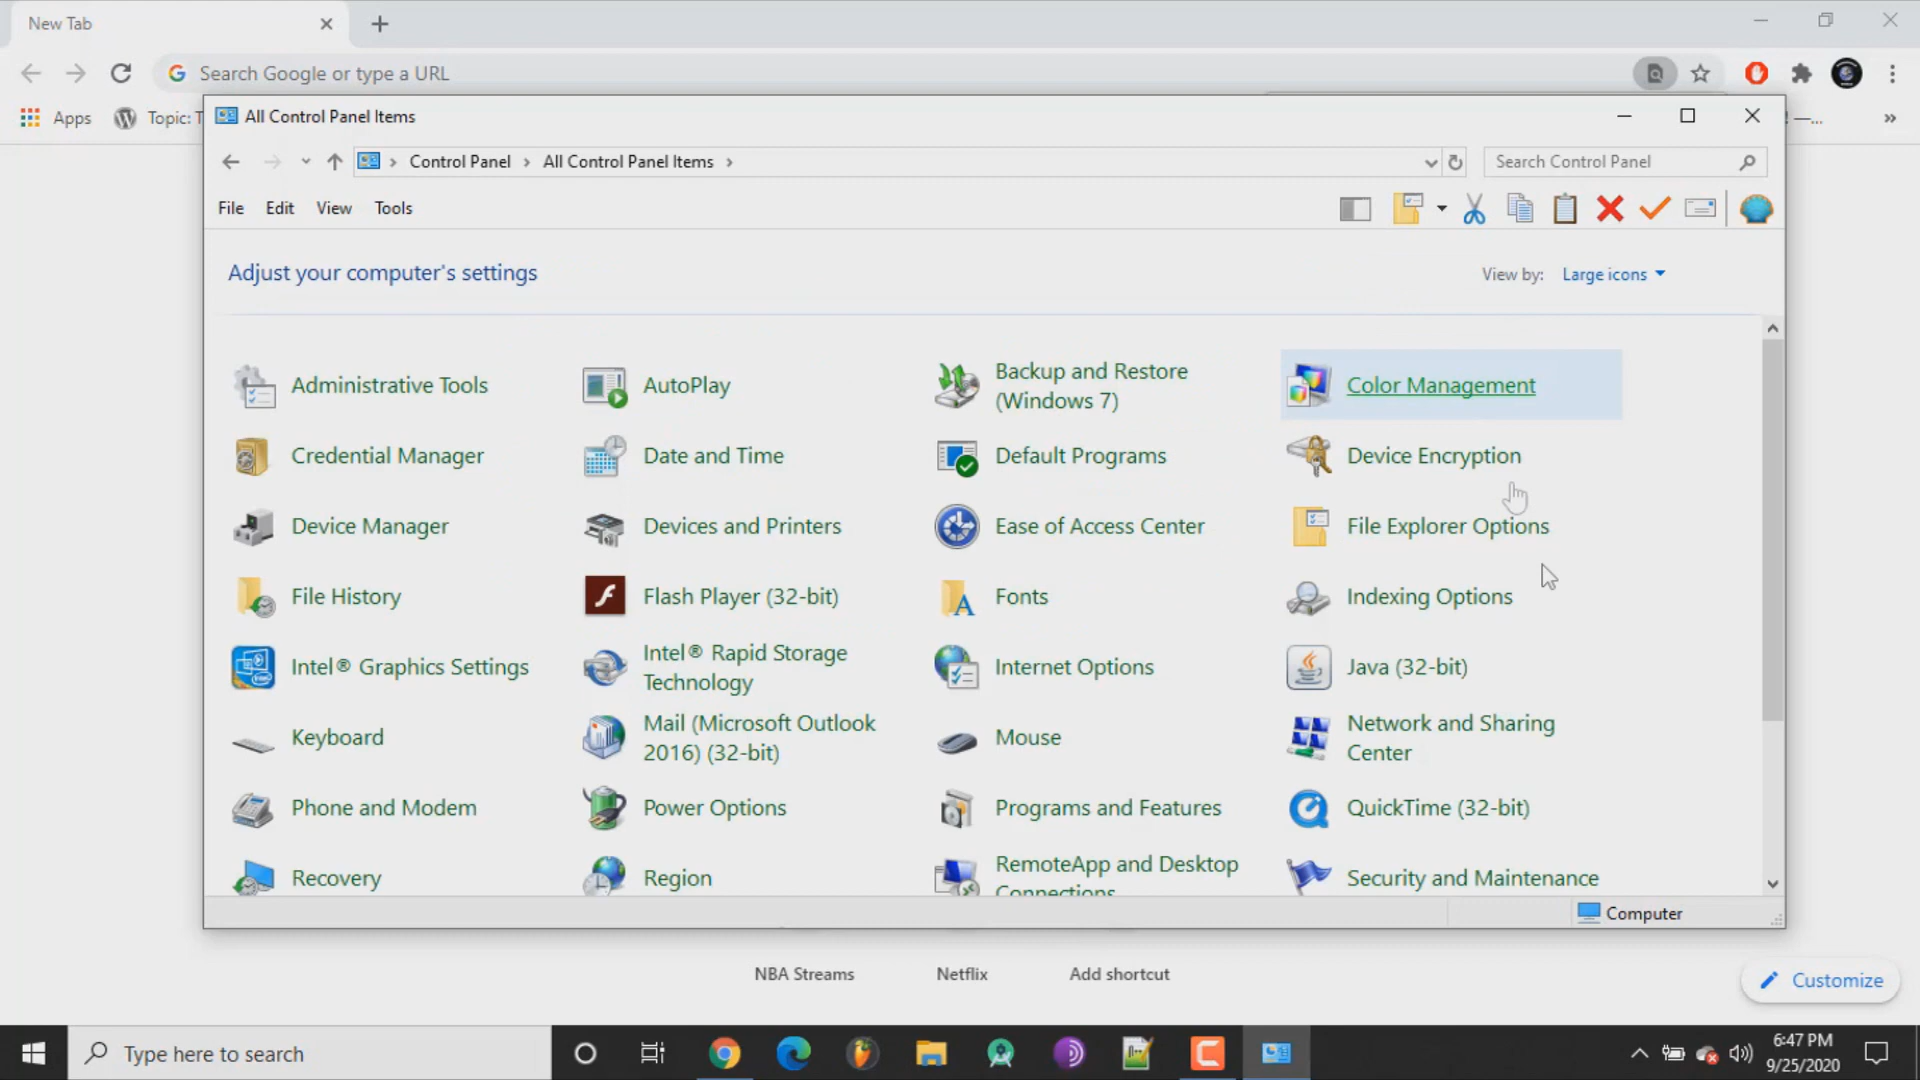 New Tab
Search Google or type a URL
Apps
Topic: T
All Control Panel Items
Control Panel
All Control Panel Items
Search Control Panel
File Edit View Tools
Adjust your computer's settings
View by: Large icons
Administrative Tools
AutoPlay
Backup and Restore
(Windows 7)
Color Management
Credential Manager
Date and Time
Default Programs
Device Encryption
Device Manager
Devices and Printers
Ease of Access Center
File Explorer Options
File History
Flash Player (32-bit)
Fonts
Indexing Options
Intel® Graphics Settings
Intel® Rapid Storage
Technology
Internet Options
Java (32-bit)
Keyboard
Mail (Microsoft Outlook
2016) (32-bit)
Mouse
Network and Sharing
Center
Phone and Modem
Power Options
Programs and Features
QuickTime (32-bit)
Recovery
Region
RemoteApp and Desktop
Connections
Security and Maintenance
Computer
NBA Streams
Netflix
Add shortcut
Customize
Type here to search
6:47 PM
9/25/2020